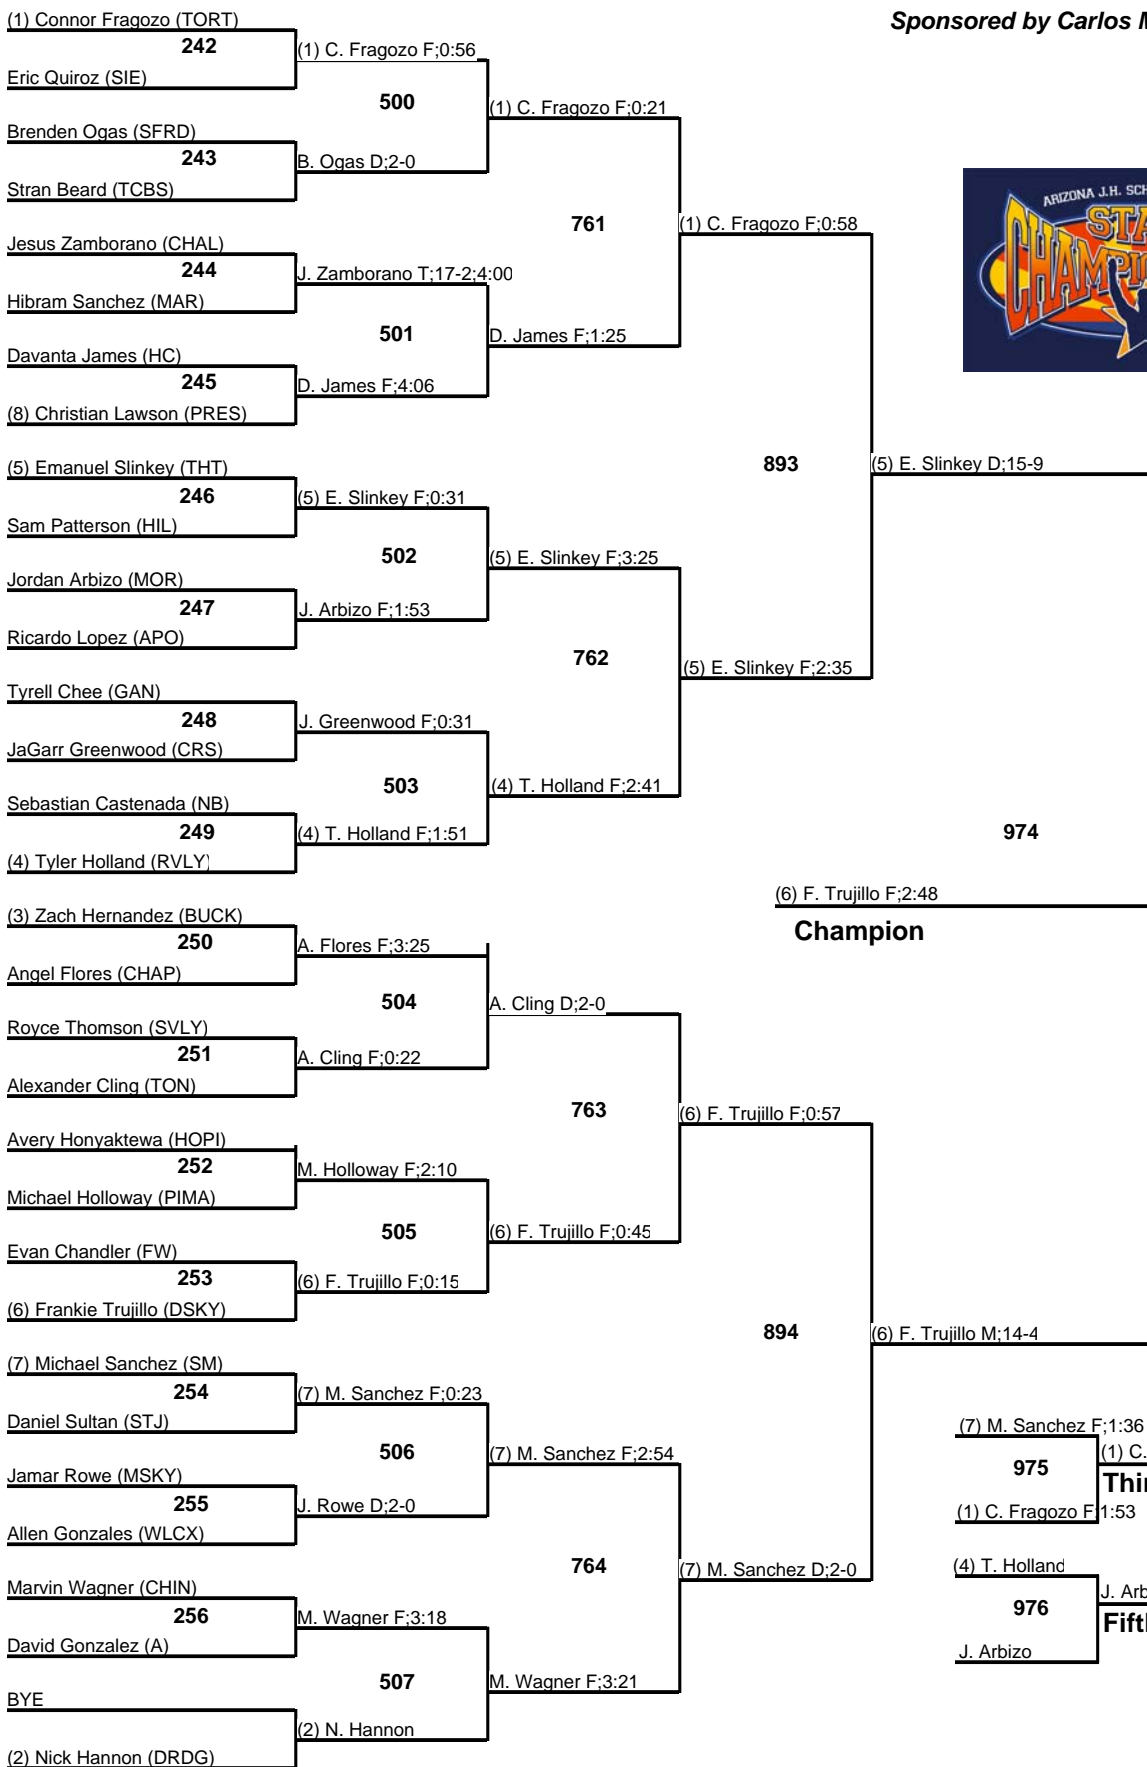 (1) Connor Fragozo (TORT)
Sponsored by Carlos
242
(1) C. Fragozo F;0:56
Eric Quiroz (SIE)
500
(1) C. Fragozo F;0:21
Brenden Ogas (SFRD)
243
B. Ogas D;2-0
Stran Beard (TCBS)
761
(1) C. Fragozo F;0:58
ARIZONA J.H.
Jesus Zamborano (CHAL)
244
J. Zamborano T;17-2;4:00
Hibram Sanchez (MAR)
501
D. James F;1:25
Davanta James (HC)
245
D. James F;4:06
(8) Christian Lawson (PRES)
893
(5) E. Slinkey D;15-9
(5) Emanuel Slinkey (THT)
246
(5) E. Slinkey F;0:31
Sam Patterson (HIL)
502
(5) E. Slinkey F;3:25
Jordan Arbizo (MOR)
247
J. Arbizo F;1:53
Ricardo Lopez (APO)
762
(5) E. Slinkey F;2:35
Tyrell Chee (GAN)
248
J. Greenwood F;0:31
JaGarr Greenwood (CRS)
503
(4) T. Holland F;2:41
Sebastian Castenada (NB)
249
(4) T. Holland F;1:51
974
(4) Tyler Holland (RVLY)
(6) F. Trujillo F;2:48
Champion
(3) Zach Hernandez (BUCK)
250
A. Flores F;3:25
Angel Flores (CHAP)
504
A. Cling D;2-0
Royce Thomson (SVLY)
251
A. Cling F;0:22
Alexander Cling (TON)
763
(6) F. Trujillo F;0:57
Avery Honyaktewa (HOPI)
252
M. Holloway F;2:10
Michael Holloway (PIMA)
505
(6) F. Trujillo F;0:45
Evan Chandler (FW)
253
(6) F. Trujillo F;0:15
(6) Frankie Trujillo (DSKY)
894
(6) F. Trujillo M;14-4
(7) Michael Sanchez (SM)
254
(7) M. Sanchez F;0:23
Daniel Sultan (STJ)
506
(7) M. Sanchez F;2:54
Jamar Rowe (MSKY)
255
J. Rowe D;2-0
Allen Gonzales (WLCX)
764
(7) M. Sanchez D;2-0
Marvin Wagner (CHIN)
256
M. Wagner F;3:18
David Gonzalez (A)
507
M. Wagner F;3:21
BYE
(2) N. Hannon
(2) Nick Hannon (DRDG)
(7) M. Sanchez F;1:36
975
(1) C.
(1) C. Fragozo F;1:53
(4) T. Holland
976
J.
J. Arbizo